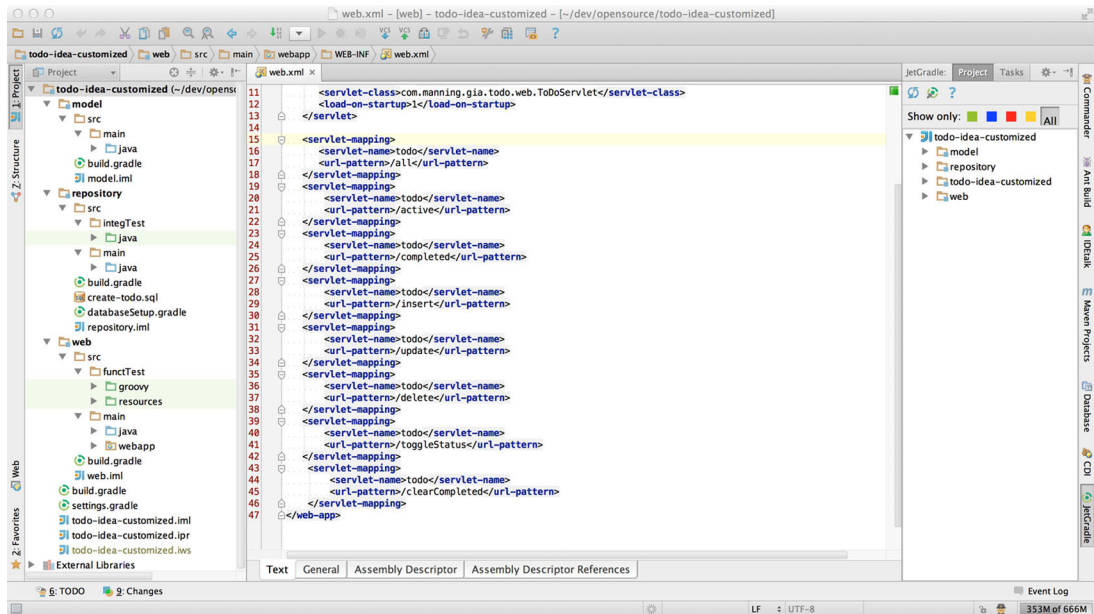 web.xml - [web] - todo-idea-customized - [~/dev/opensource/todo-idea-customized]
todo-idea-customized web src main webapp WEB-INF web.xml
1: Project
Z: Structure
Web
2: Favorites
Project
todo-idea-customized (~/dev/openso
model
src
main
java
build.gradle
model.iml
repository
src
integTest
java
main
java
build.gradle
create-todo.sql
databaseSetup.gradle
repository.iml
web
src
functTest
groovy
resources
main
java
webapp
build.gradle
web.iml
build.gradle
settings.gradle
todo-idea-customized.iml
todo-idea-customized.ipr
todo-idea-customized.iws
External Libraries
web.xml ×
11 <servlet-class>com.manning.gia.todo.web.ToDoServlet</servlet-class>
12 <load-on-startup>1</load-on-startup>
13 </servlet>
14
15 <servlet-mapping>
16 <servlet-name>todo</servlet-name>
17 <url-pattern>/all</url-pattern>
18 </servlet-mapping>
19 <servlet-mapping>
20 <servlet-name>todo</servlet-name>
21 <url-pattern>/active</url-pattern>
22 </servlet-mapping>
23 <servlet-mapping>
24 <servlet-name>todo</servlet-name>
25 <url-pattern>/completed</url-pattern>
26 </servlet-mapping>
27 <servlet-mapping>
28 <servlet-name>todo</servlet-name>
29 <url-pattern>/insert</url-pattern>
30 </servlet-mapping>
31 <servlet-mapping>
32 <servlet-name>todo</servlet-name>
33 <url-pattern>/update</url-pattern>
34 </servlet-mapping>
35 <servlet-mapping>
36 <servlet-name>todo</servlet-name>
37 <url-pattern>/delete</url-pattern>
38 </servlet-mapping>
39 <servlet-mapping>
40 <servlet-name>todo</servlet-name>
41 <url-pattern>/toggleStatus</url-pattern>
42 </servlet-mapping>
43 <servlet-mapping>
44 <servlet-name>todo</servlet-name>
45 <url-pattern>/clearCompleted</url-pattern>
46 </servlet-mapping>
47 </web-app>
Text General Assembly Descriptor Assembly Descriptor References
JetGradle: Project Tasks
Show only: All
todo-idea-customized
model
repository
todo-idea-customized
web
Commander
Ant Build
IDEtalk
Maven Projects
Database
CDI
JetGradle
6: TODO 9: Changes Event Log
LF UTF-8 353M of 666M